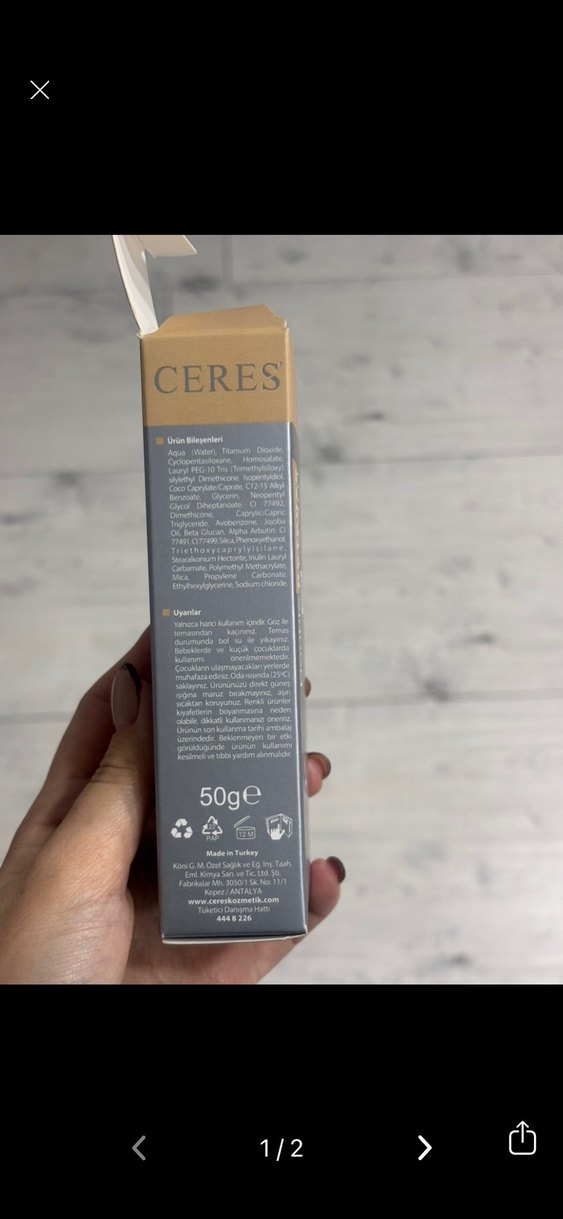 CERES
Ürün Bileşenleri
Aqua (Water), Titanium Dioxide,
Cyclopentasiloxane, Homosalate,
Lauryl PEG-10 Tris (Trimethylsiloxy)
silylethyl Dimethicone, Isopentyldiol,
Coco Caprylate/Caprate, C12-15 Alkyl
Benzoate, Glycerin, Neopentyl
Glycol Diheptanoate, CI 77492,
Dimethicone, Caprylic/Capric
Triglyceride, Avobenzone, Jojoba
Oil, Beta Glucan, Alpha Arbutin, CI
77491, CI 77499, Silica, Phenoxyethanol,
Triethoxycaprylylsilane,
Stearalkonium Hectorite, Inulin Lauryl
Carbamate, Polymethyl Methacrylate,
Mica, Propylene Carbonate,
Ethylhexylglycerine, Sodium chloride.
Uyarılar
Yalnızca harici kullanım içindir. Göz ile
temasından kaçınınız. Temas
durumunda bol su ile yıkayınız.
Bebeklerde ve küçük çocuklarda
kullanımı önerilmemektedir.
Çocukların ulaşmayacakları yerlerde
muhafaza ediniz. Oda ısısında (25°C)
saklayınız. Ürününüzü direkt güneş
ışığına maruz bırakmayınız, aşırı
sıcaktan koruyunuz. Renkli ürünler
kıyafetlerin boyanmasına neden
olabilir, dikkatli kullanmanızı öneririz.
Ürünün son kullanma tarihi ambalaj
üzerindedir. Beklenmeyen bir etki
görüldüğünde ürünün kullanımı
kesilmeli ve tıbbi yardım alınmalıdır.
50g℮
PAP
12 M
Made in Turkey
Köni G. M. Özel Sağlık ve Eğ. İnş. Taah.
Eml. Kimya San. ve Tic. Ltd. Şti.
Fabrikalar Mh. 3050/1 Sk. No: 11/1
Kepez / ANTALYA
www.cereskozmetik.com
Tüketici Danışma Hattı
444 8 226
1/2